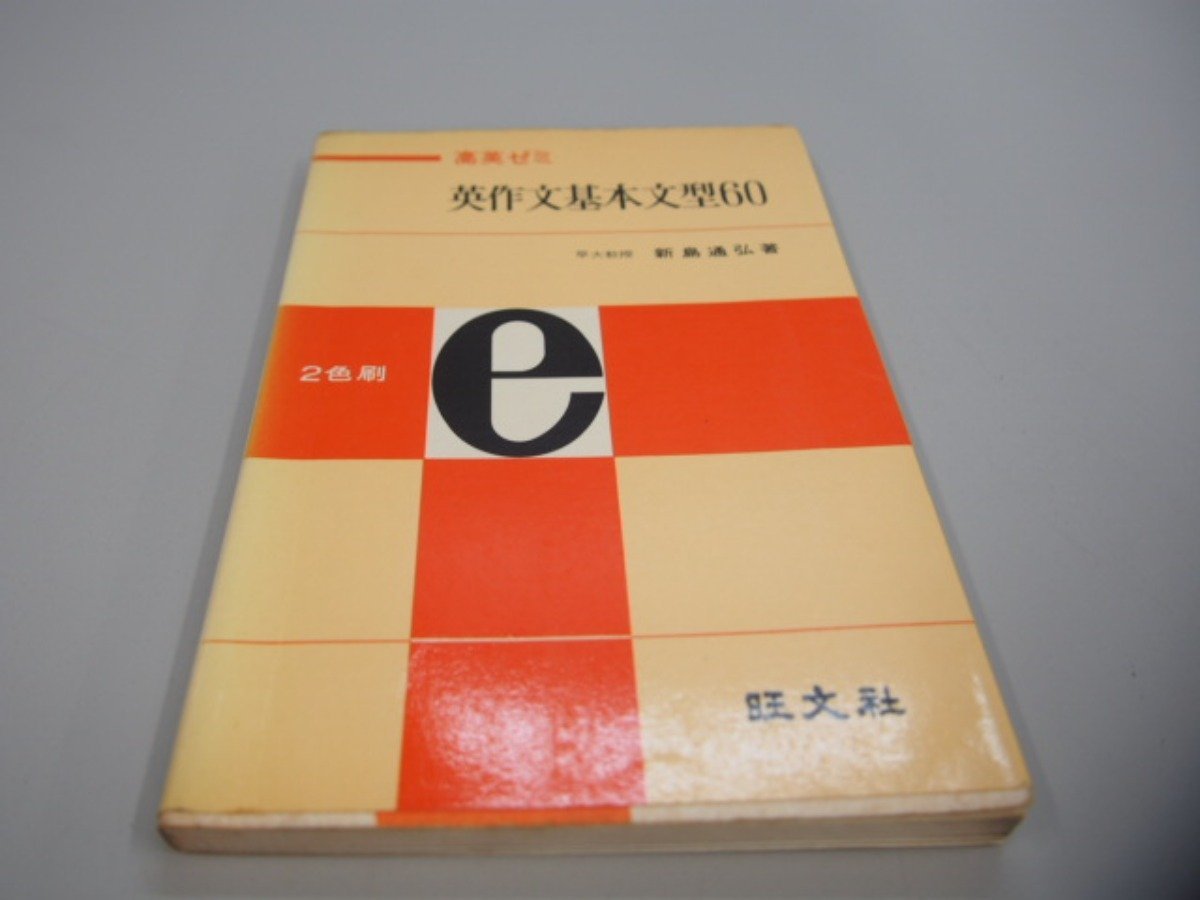 高英ゼミ
英作文基本文型60
早大教授 新島通弘著
2色刷
e
旺文社